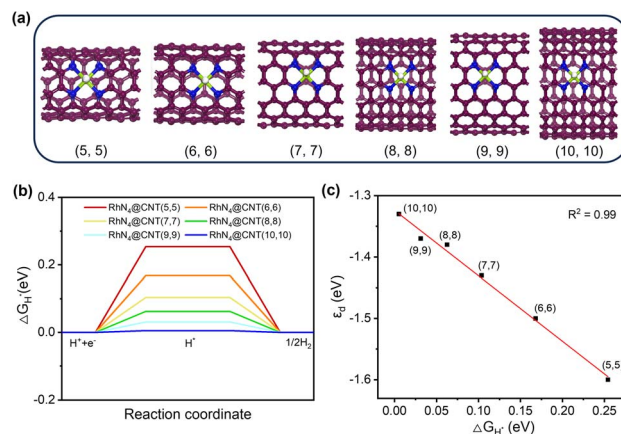 (a)
(5, 5) (6, 6) (7, 7) (8, 8) (9, 9) (10, 10)
(b)
0.4
0.2
0.0
-0.2
△G_H* (eV)
RhN₄@CNT(5,5) RhN₄@CNT(6,6)
RhN₄@CNT(7,7) RhN₄@CNT(8,8)
RhN₄@CNT(9,9) RhN₄@CNT(10,10)
H⁺+e⁻ H* 1/2H₂
Reaction coordinate
(c)
-1.3
-1.4
-1.5
-1.6
ε_d (eV)
R² = 0.99
(10,10)
(9,9)
(8,8)
(7,7)
(6,6)
(5,5)
0.00 0.05 0.10 0.15 0.20 0.25
△G_H* (eV)